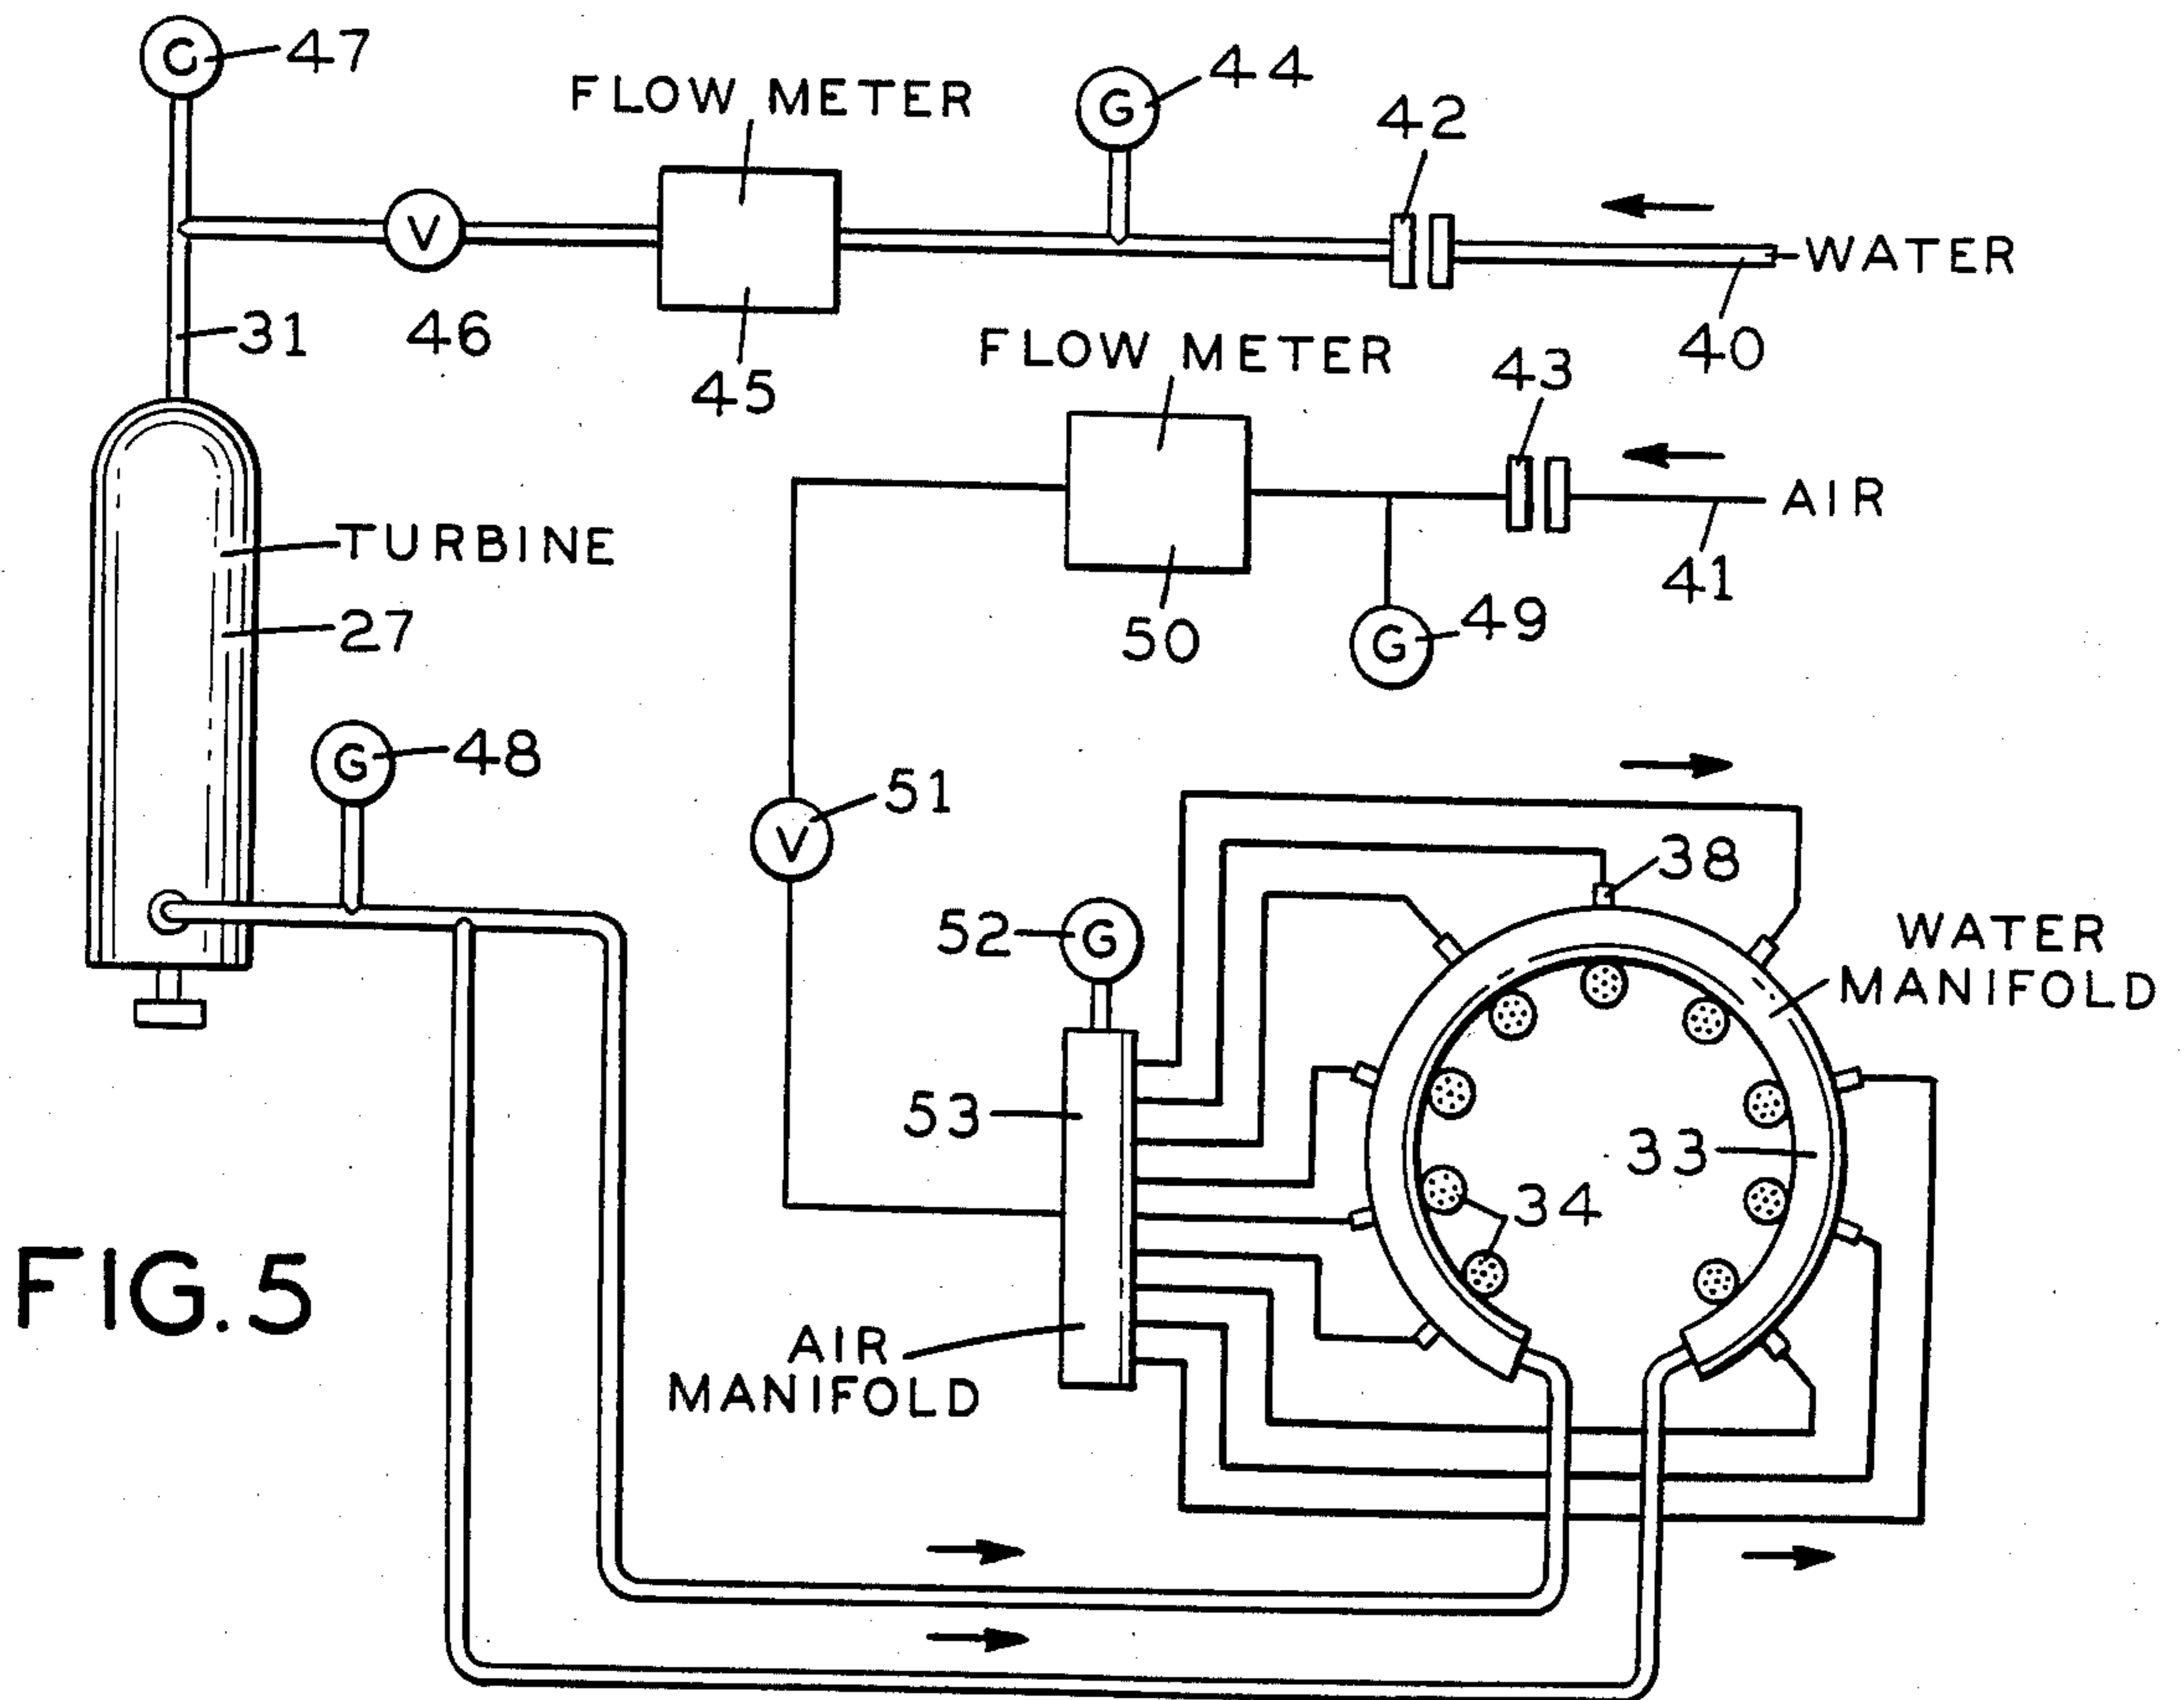 G 47
FLOW METER
G 44
42
V
WATER
31
46
45
40
FLOW METER
43
AIR
TURBINE
41
27
50
G 49
G 48
51
V
38
52 G
WATER
MANIFOLD
53
33
34
FIG. 5
AIR
MANIFOLD